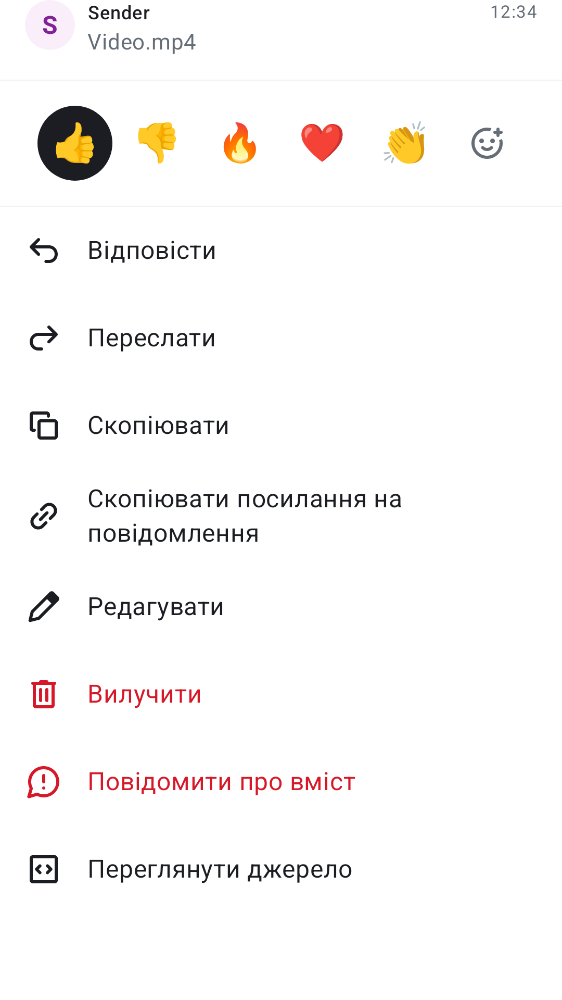 S
Sender
12:34
Video.mp4
Відповісти
Переслати
Скопіювати
Скопіювати посилання на
повідомлення
Редагувати
Вилучити
Повідомити про вміст
Переглянути джерело